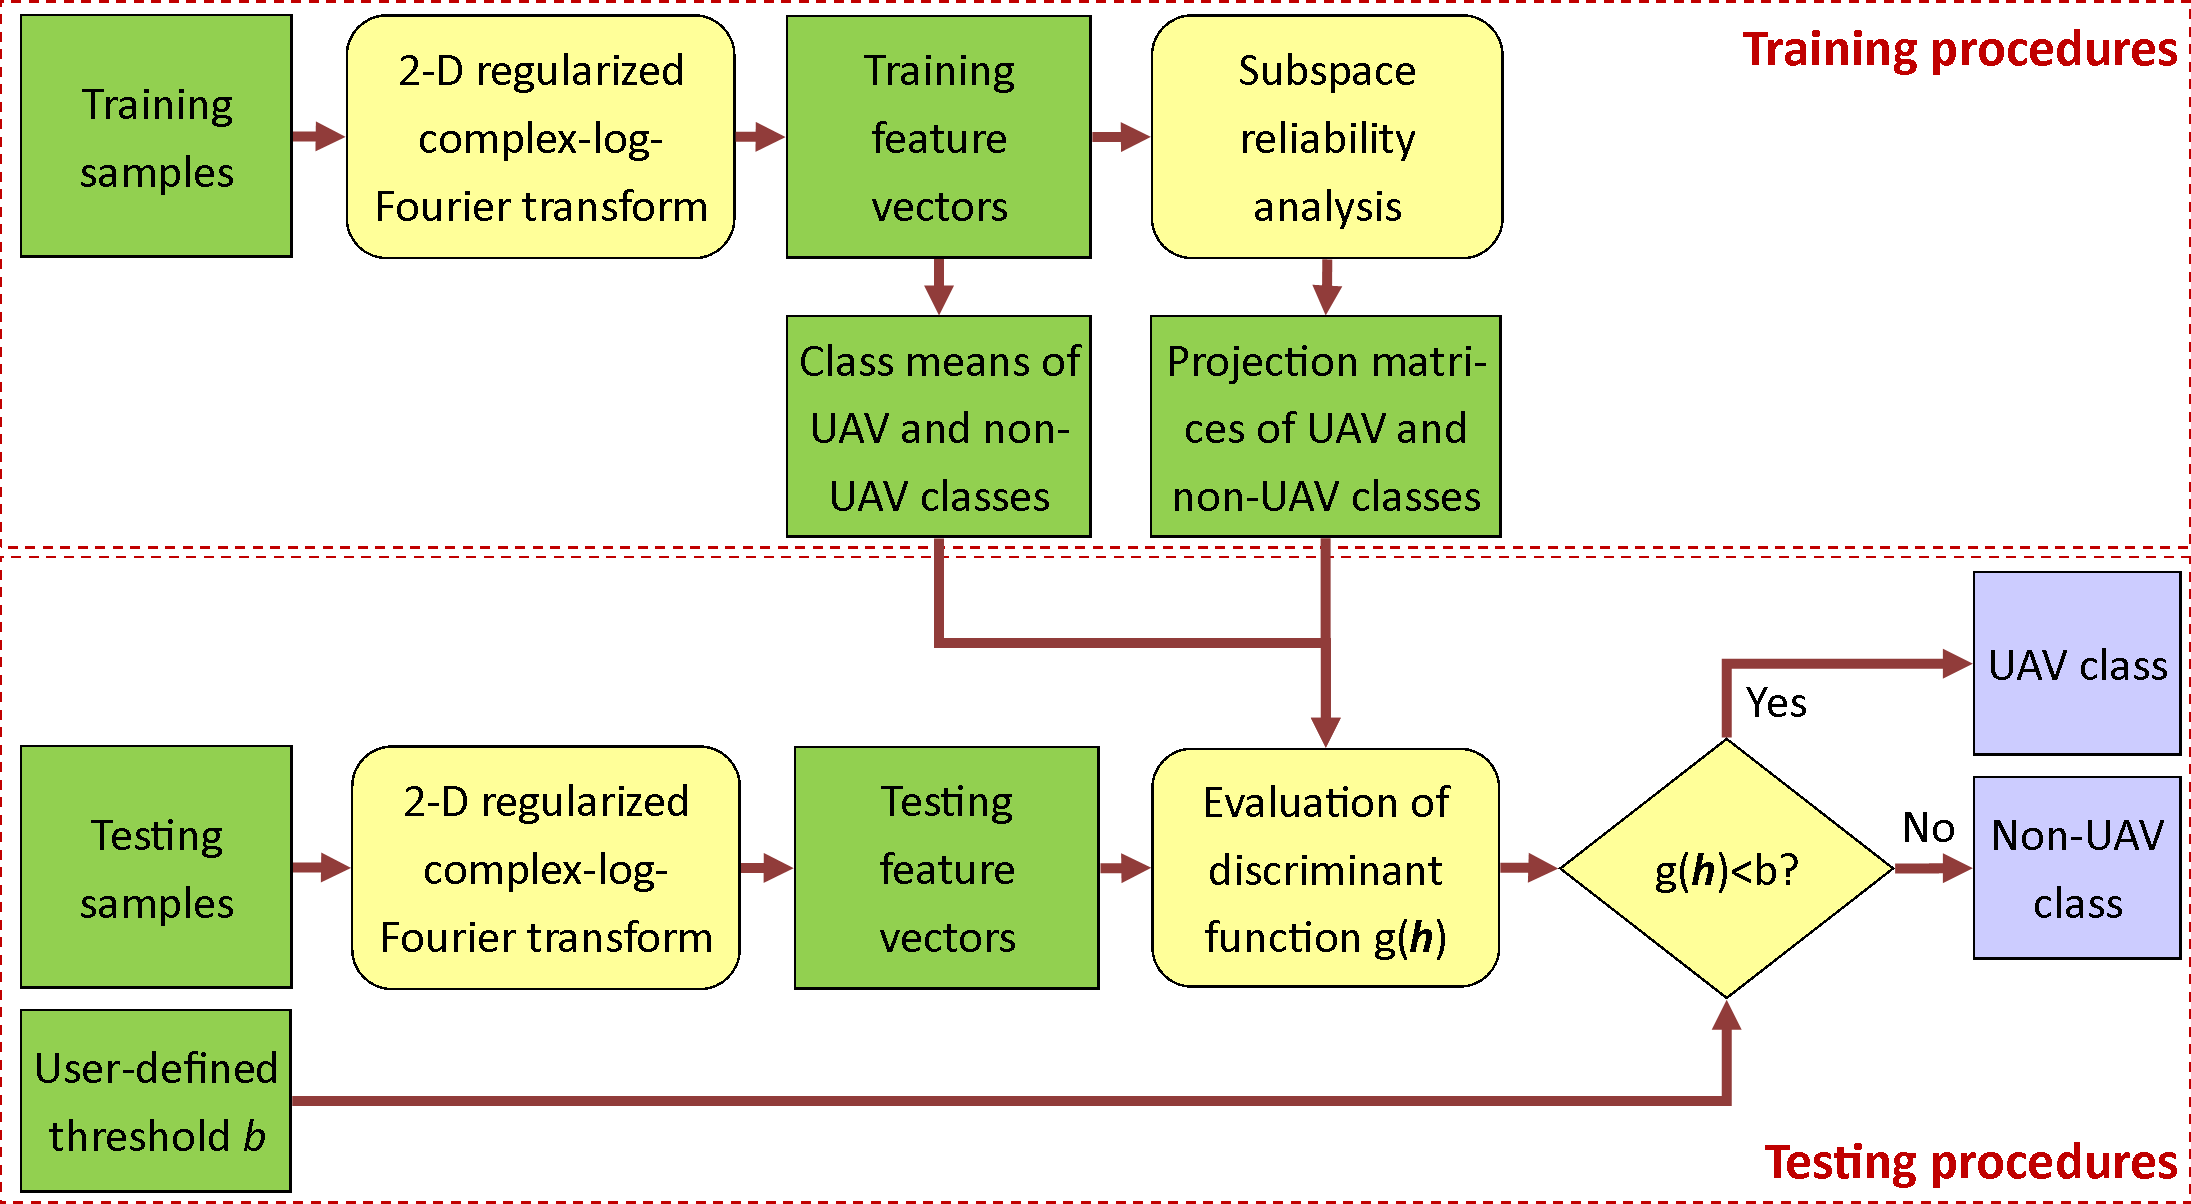 Training procedures
Training
samples
2-D regularized
complex-log-
Fourier transform
Training
feature
vectors
Subspace
reliability
analysis
Class means of
UAV and non-
UAV classes
Projection matri-
ces of UAV and
non-UAV classes
UAV class
Yes
Testing
samples
2-D regularized
complex-log-
Fourier transform
Testing
feature
vectors
Evaluation of
discriminant
function g(h)
g(h)<b?
No
Non-UAV
class
User-defined
threshold b
Testing procedures